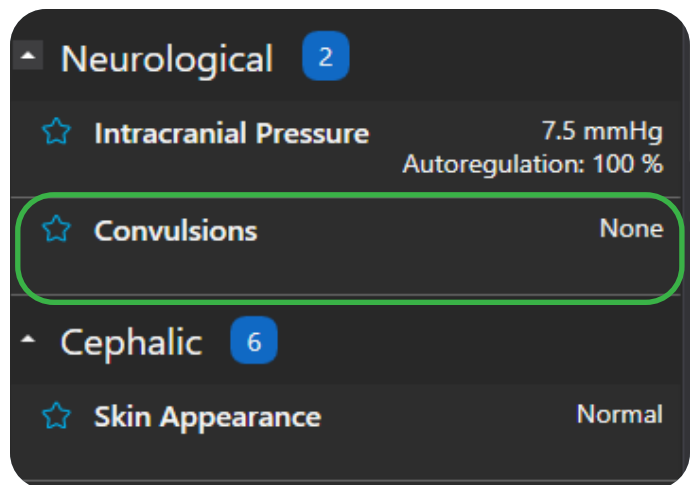 Neurological 2
Intracranial Pressure 7.5 mmHg
Autoregulation: 100 %
Convulsions None
Cephalic 6
Skin Appearance Normal